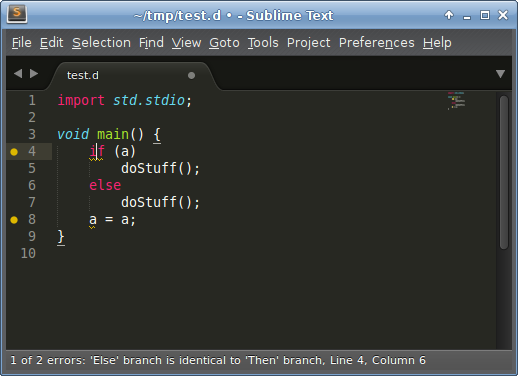 ~/tmp/test.d • - Sublime Text
File Edit Selection Find View Goto Tools Project Preferences Help
test.d
1 import std.stdio;
2
3 void main() {
4 if (a)
5 doStuff();
6 else
7 doStuff();
8 a = a;
9 }
10
1 of 2 errors: 'Else' branch is identical to 'Then' branch, Line 4, Column 6